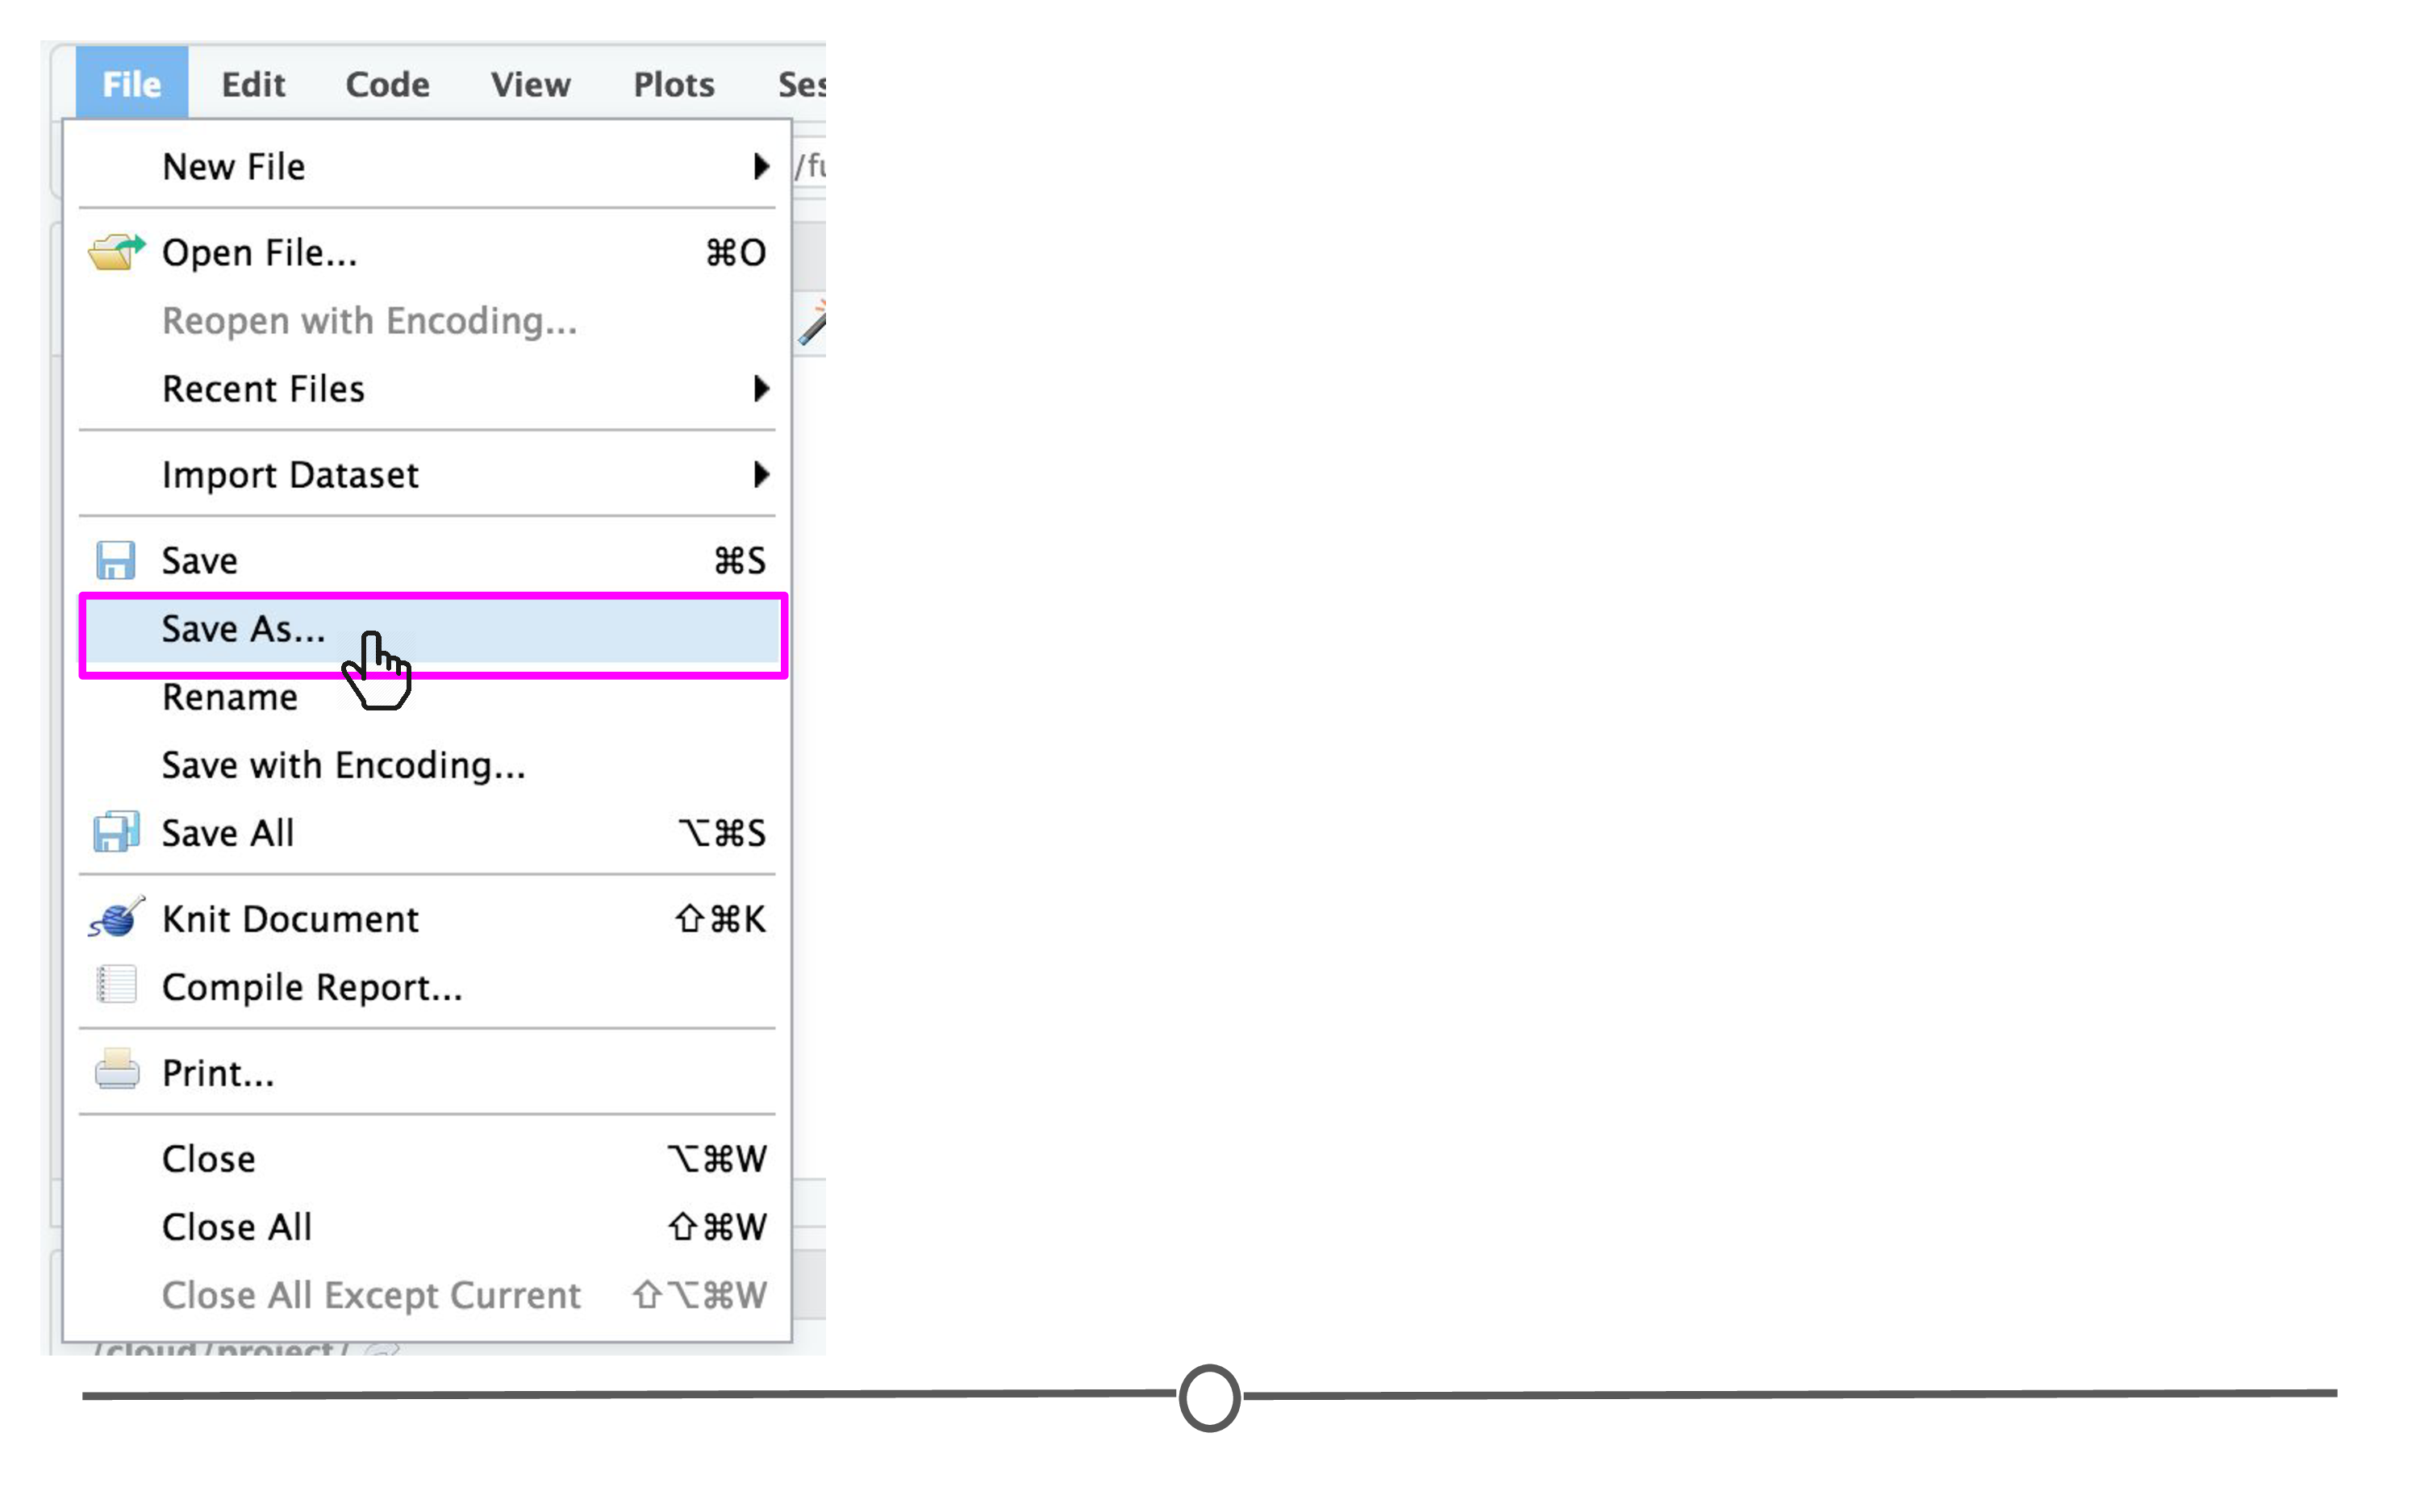 File Edit Code View Plots Ses
New File
/fu
Open File... ⌘O
Reopen with Encoding...
Recent Files
Import Dataset
Save ⌘S
Save As...
Rename
Save with Encoding...
Save All ⌥⌘S
Knit Document ⇧⌘K
Compile Report...
Print...
Close ⌥⌘W
Close All ⇧⌘W
Close All Except Current ⇧⌥⌘W
/cloud/project/